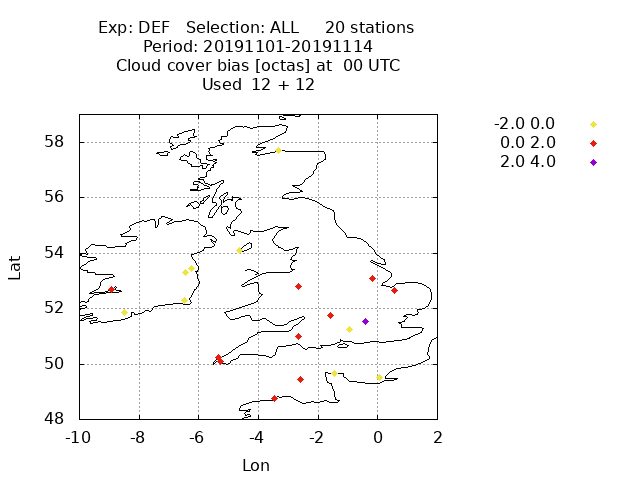 Exp: DEF   Selection: ALL     20 stations
Period: 20191101-20191114
Cloud cover bias [octas] at  00 UTC
Used  12 + 12
-2.0 0.0
0.0 2.0
2.0 4.0
58
56
54
52
50
48
Lat
-10 -8 -6 -4 -2 0 2
Lon